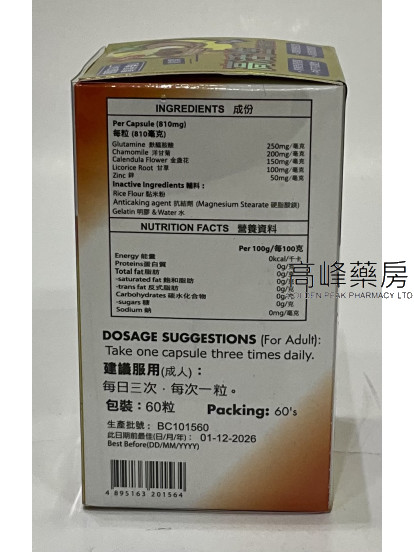 INGREDIENTS 成份
Per Capsule (810mg)
每粒 (810毫克)
Glutamine 麩醯胺酸 250mg/毫克
Chamomile 洋甘菊 200mg/毫克
Calendula Flower 金盞花 150mg/毫克
Licorice Root 甘草 100mg/毫克
Zinc 鋅 50mg/毫克
Inactive Ingredients 輔料：
Rice Flour 黏米粉
Anticaking agent 抗結劑 (Magnesium Stearate 硬脂酸鎂)
Gelatin 明膠 & Water 水
NUTRITION FACTS 營養資料
Per 100g/每100克
Energy 能量 0kcal/千卡
Proteins蛋白質 0g/克
Total fat脂肪 0g/克
-saturated fat 飽和脂肪 0g/克
-trans fat 反式脂肪 0g/克
Carbohydrates 碳水化合物 0g/克
-sugars 糖 0g/克
Sodium 鈉 0mg/毫克
高峰藥房
GOLDEN PEAK PHARMACY LTD
DOSAGE SUGGESTIONS (For Adult):
Take one capsule three times daily.
建議服用(成人)：
每日三次，每次一粒。
包裝：60粒 Packing: 60's
生產批號： BC101560
此日期前最佳(日/月/年)： 01-12-2026
Best Before(DD/MM/YYYY)
4 895163 201564